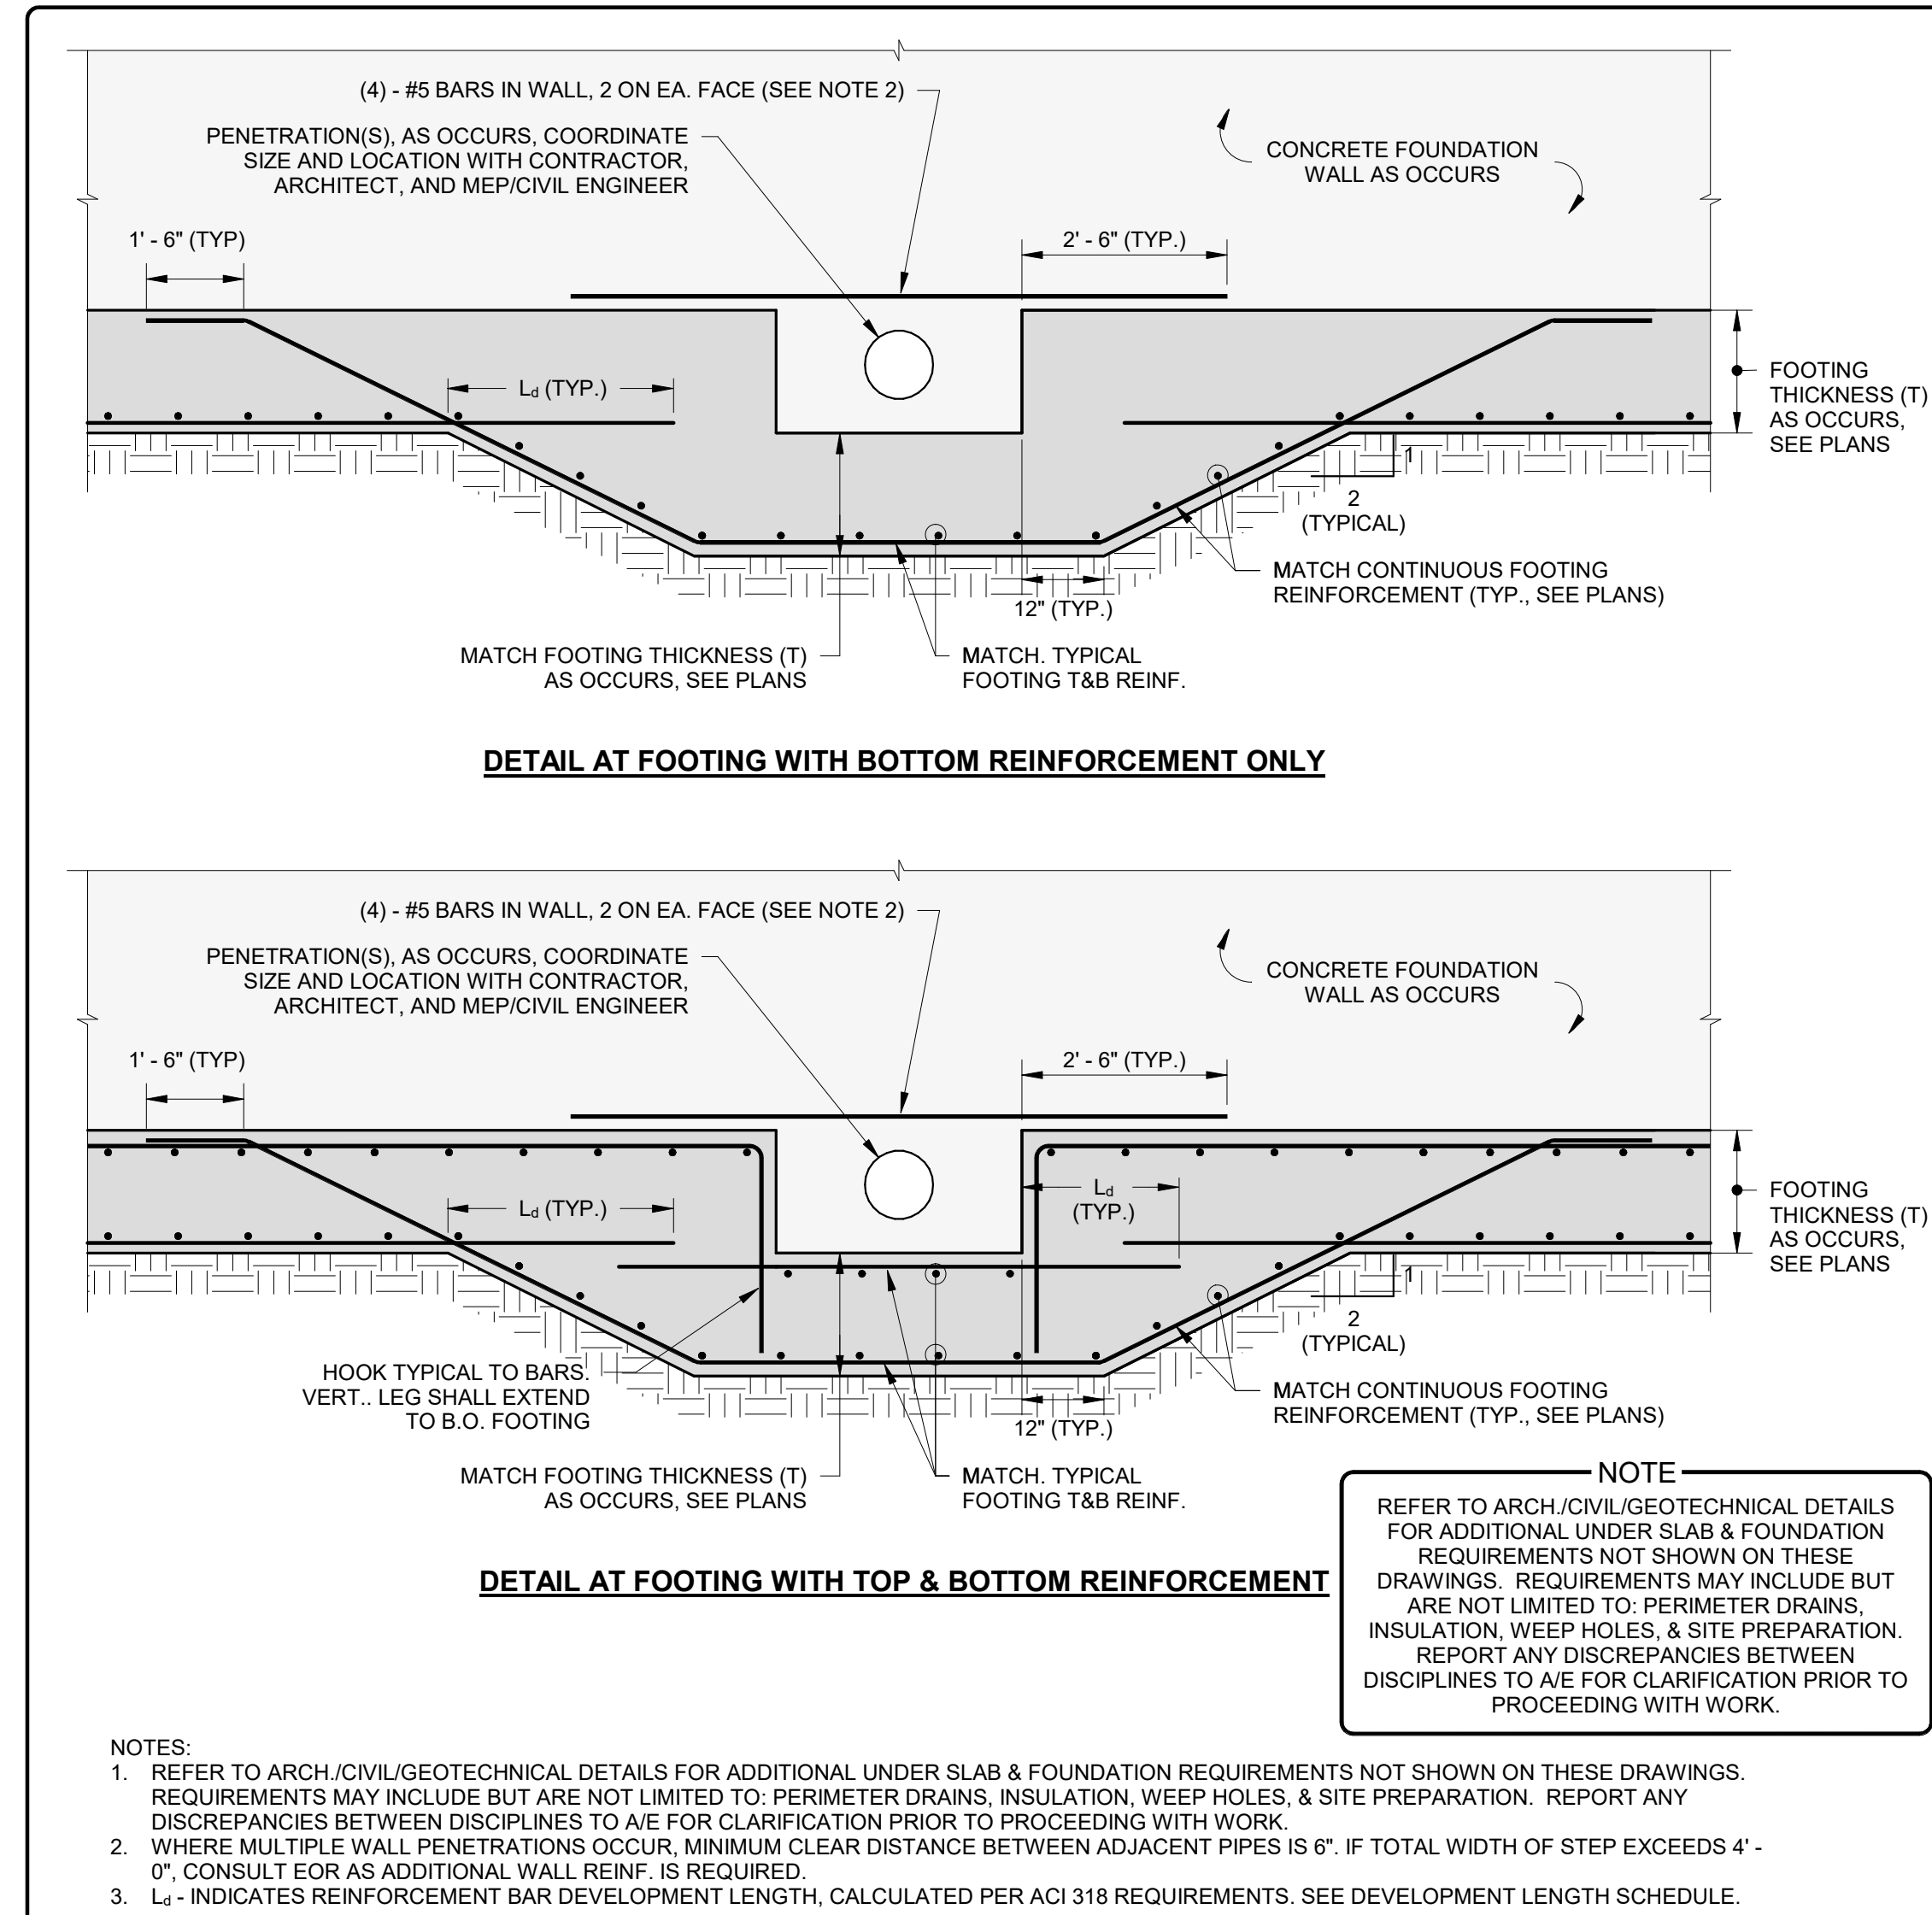 (4) - #5 BARS IN WALL, 2 ON EA. FACE (SEE NOTE 2)
PENETRATION(S), AS OCCURS, COORDINATE
SIZE AND LOCATION WITH CONTRACTOR,
ARCHITECT, AND MEP/CIVIL ENGINEER
CONCRETE FOUNDATION
WALL AS OCCURS
1' - 6" (TYP)
2' - 6" (TYP.)
Ld (TYP.)
FOOTING
THICKNESS (T)
AS OCCURS,
SEE PLANS
1
2
(TYPICAL)
MATCH CONTINUOUS FOOTING
REINFORCEMENT (TYP., SEE PLANS)
12" (TYP.)
MATCH FOOTING THICKNESS (T)
AS OCCURS, SEE PLANS
MATCH. TYPICAL
FOOTING T&B REINF.
DETAIL AT FOOTING WITH BOTTOM REINFORCEMENT ONLY
(4) - #5 BARS IN WALL, 2 ON EA. FACE (SEE NOTE 2)
PENETRATION(S), AS OCCURS, COORDINATE
SIZE AND LOCATION WITH CONTRACTOR,
ARCHITECT, AND MEP/CIVIL ENGINEER
CONCRETE FOUNDATION
WALL AS OCCURS
1' - 6" (TYP)
2' - 6" (TYP.)
Ld (TYP.)
Ld
(TYP.)
FOOTING
THICKNESS (T)
AS OCCURS,
SEE PLANS
1
2
(TYPICAL)
HOOK TYPICAL TO BARS.
VERT.. LEG SHALL EXTEND
TO B.O. FOOTING
MATCH CONTINUOUS FOOTING
REINFORCEMENT (TYP., SEE PLANS)
12" (TYP.)
MATCH FOOTING THICKNESS (T)
AS OCCURS, SEE PLANS
MATCH. TYPICAL
FOOTING T&B REINF.
DETAIL AT FOOTING WITH TOP & BOTTOM REINFORCEMENT
NOTE
REFER TO ARCH./CIVIL/GEOTECHNICAL DETAILS
FOR ADDITIONAL UNDER SLAB & FOUNDATION
REQUIREMENTS NOT SHOWN ON THESE
DRAWINGS. REQUIREMENTS MAY INCLUDE BUT
ARE NOT LIMITED TO: PERIMETER DRAINS,
INSULATION, WEEP HOLES, & SITE PREPARATION.
REPORT ANY DISCREPANCIES BETWEEN
DISCIPLINES TO A/E FOR CLARIFICATION PRIOR TO
PROCEEDING WITH WORK.
NOTES:
1. REFER TO ARCH./CIVIL/GEOTECHNICAL DETAILS FOR ADDITIONAL UNDER SLAB & FOUNDATION REQUIREMENTS NOT SHOWN ON THESE DRAWINGS.
REQUIREMENTS MAY INCLUDE BUT ARE NOT LIMITED TO: PERIMETER DRAINS, INSULATION, WEEP HOLES, & SITE PREPARATION. REPORT ANY
DISCREPANCIES BETWEEN DISCIPLINES TO A/E FOR CLARIFICATION PRIOR TO PROCEEDING WITH WORK.
2. WHERE MULTIPLE WALL PENETRATIONS OCCUR, MINIMUM CLEAR DISTANCE BETWEEN ADJACENT PIPES IS 6". IF TOTAL WIDTH OF STEP EXCEEDS 4' -
0", CONSULT EOR AS ADDITIONAL WALL REINF. IS REQUIRED.
3. Ld - INDICATES REINFORCEMENT BAR DEVELOPMENT LENGTH, CALCULATED PER ACI 318 REQUIREMENTS. SEE DEVELOPMENT LENGTH SCHEDULE.